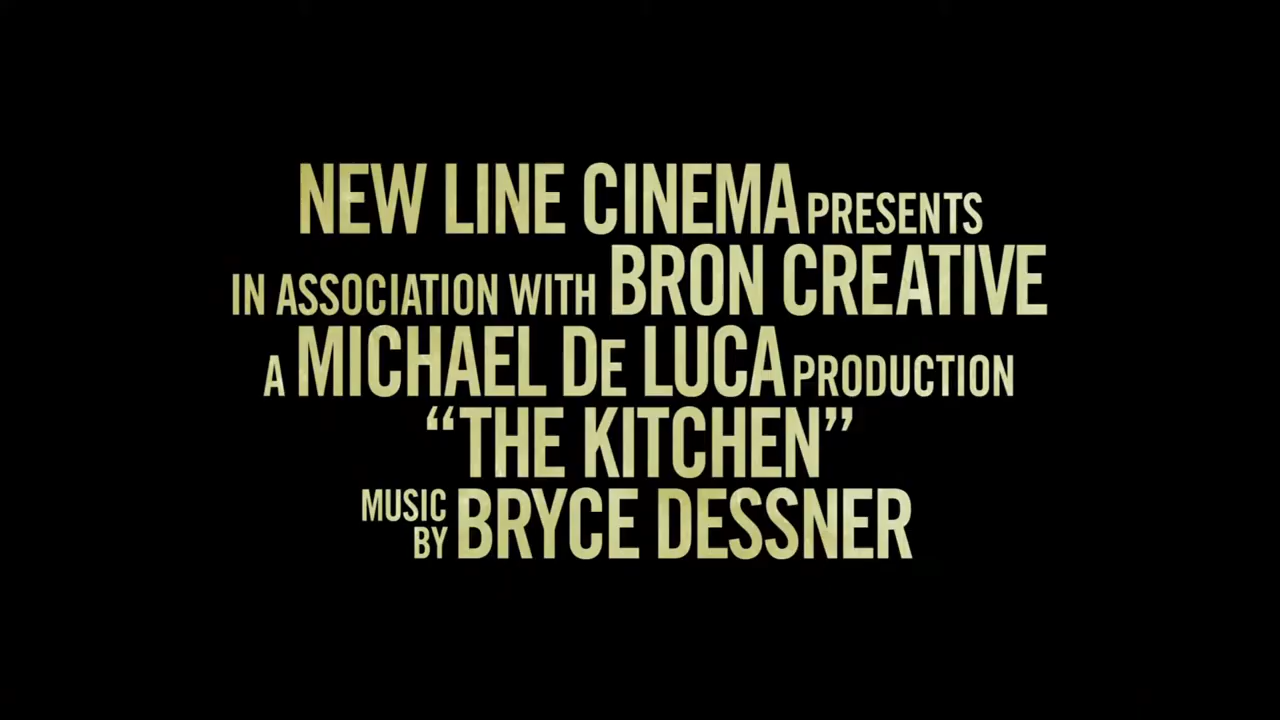 NEW LINE CINEMA PRESENTS
IN ASSOCIATION WITH BRON CREATIVE
A MICHAEL DE LUCA PRODUCTION
“THE KITCHEN”
MUSIC BY BRYCE DESSNER